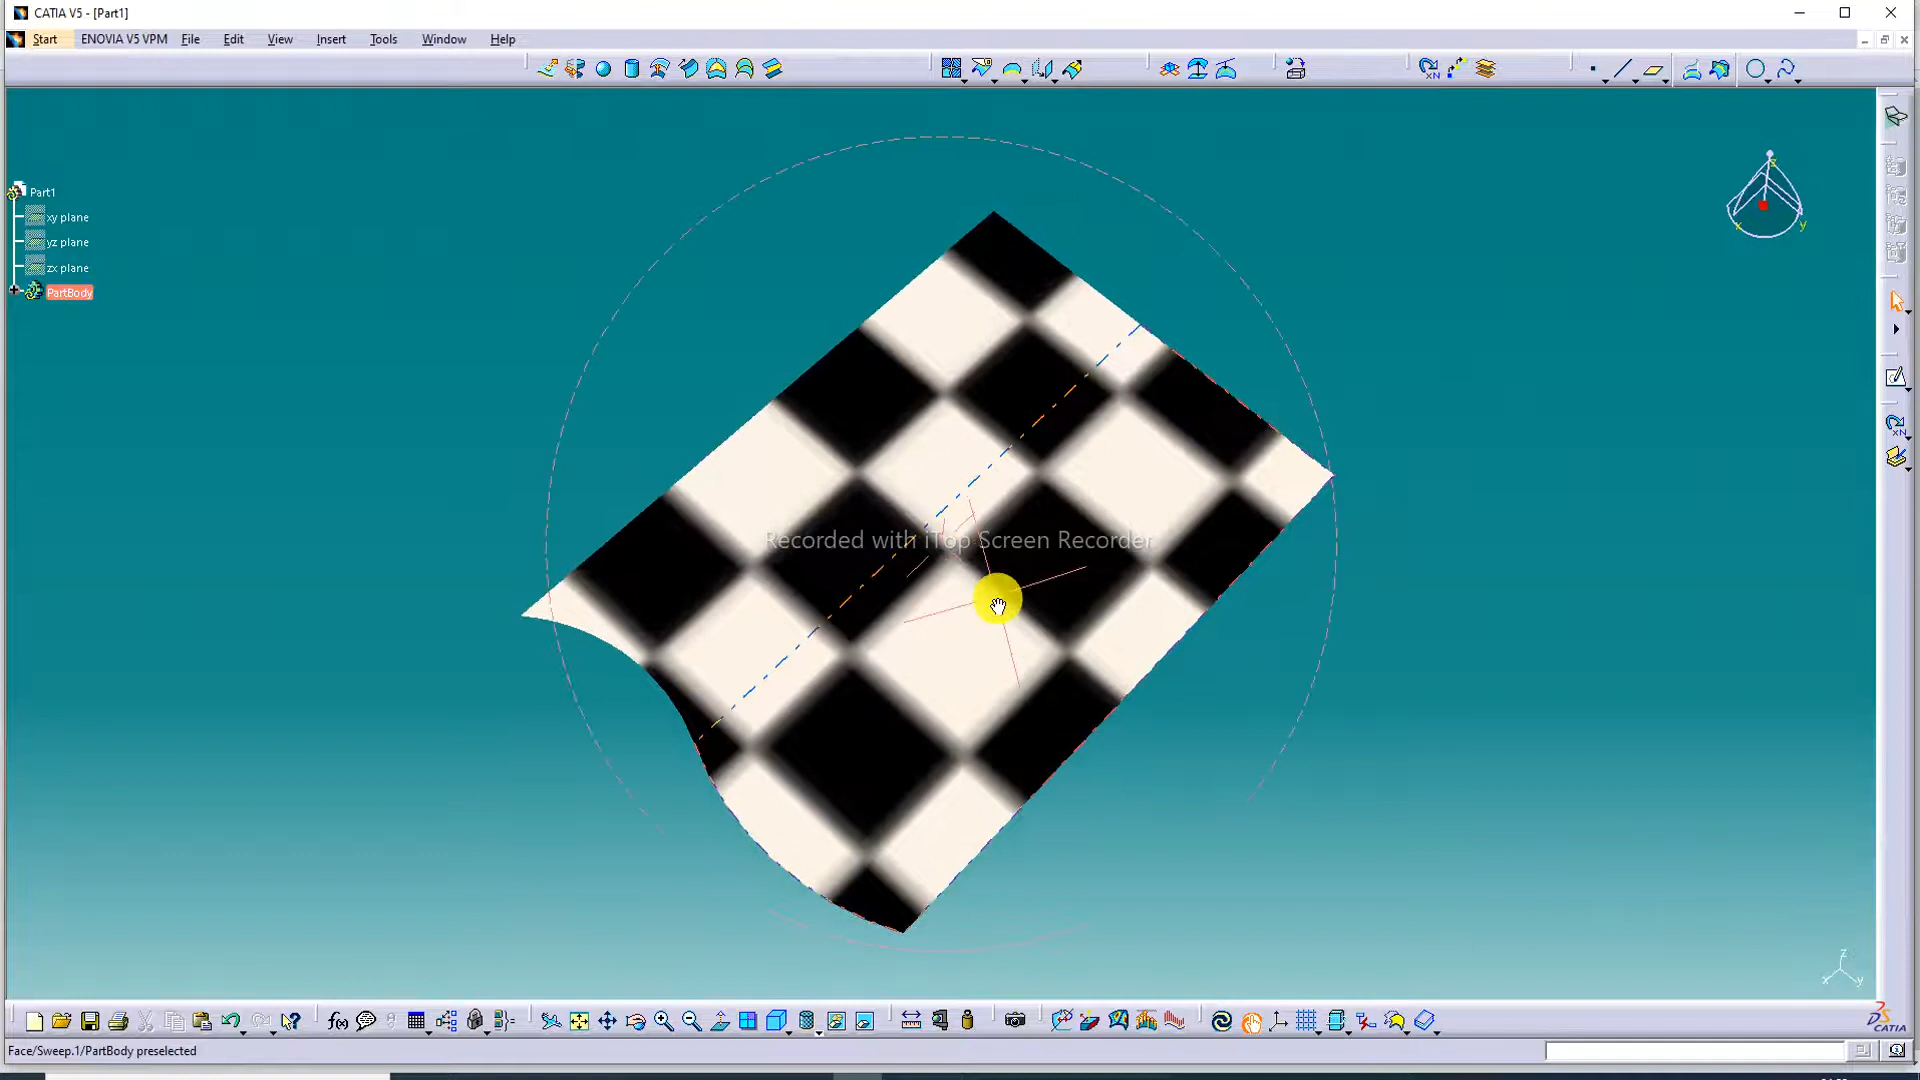 CATIA V5 - [Part1]
Start ENOVIA V5 VPM File Edit View Insert Tools Window Help
Part1
xy plane
yz plane
zx plane
PartBody
z
x y
Recorded with iTop Screen Recorder
z
x y
f(x)
CATIA
Face/Sweep.1/PartBody preselected